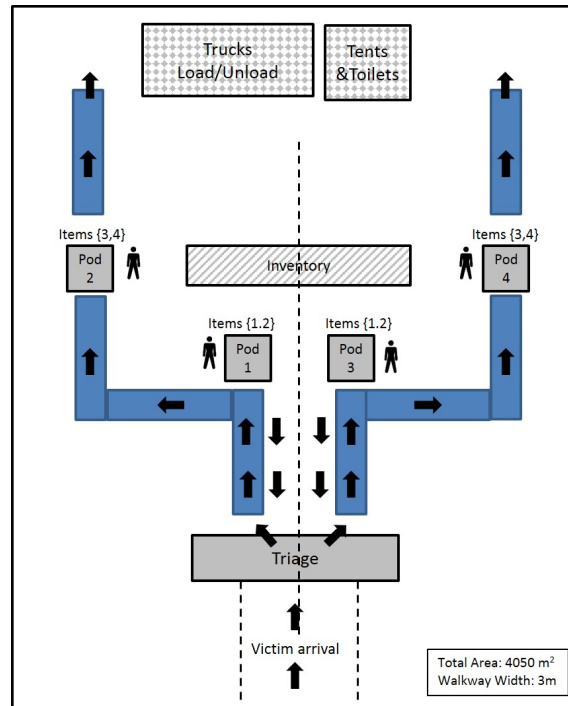 Trucks
Load/Unload
Tents
&Toilets
Items {3,4}
Pod
2
Items {3,4}
Pod
4
Inventory
Items {1.2}
Pod
1
Items {1.2}
Pod
3
Triage
Victim arrival
Total Area: 4050 m²
Walkway Width: 3m